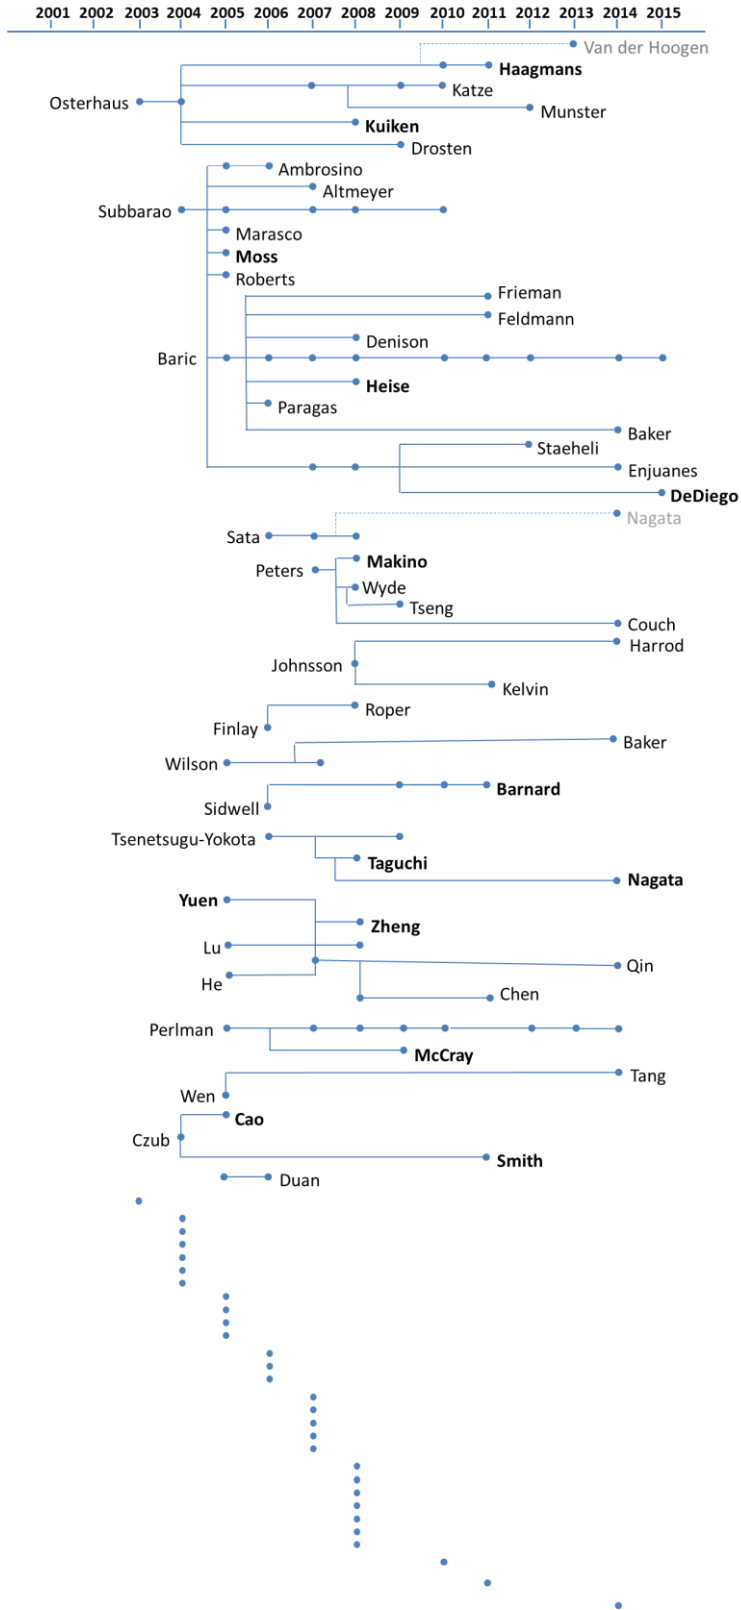 2001 2002 2003 2004 2005 2006 2007 2008 2009 2010 2011 2012 2013 2014 2015
Van der Hoogen
Haagmans
Katze
Osterhaus
Munster
Kuiken
Drosten
Ambrosino
Altmeyer
Subbarao
Marasco
Moss
Roberts
Frieman
Feldmann
Denison
Baric
Heise
Paragas
Baker
Staeheli
Enjuanes
DeDiego
Nagata
Sata
Makino
Peters
Wyde
Tseng
Couch
Harrod
Johnsson
Kelvin
Roper
Finlay
Baker
Wilson
Barnard
Sidwell
Tsenetsugu-Yokota
Taguchi
Nagata
Yuen
Zheng
Lu
Qin
He
Chen
Perlman
McCray
Tang
Wen
Cao
Czub
Smith
Duan